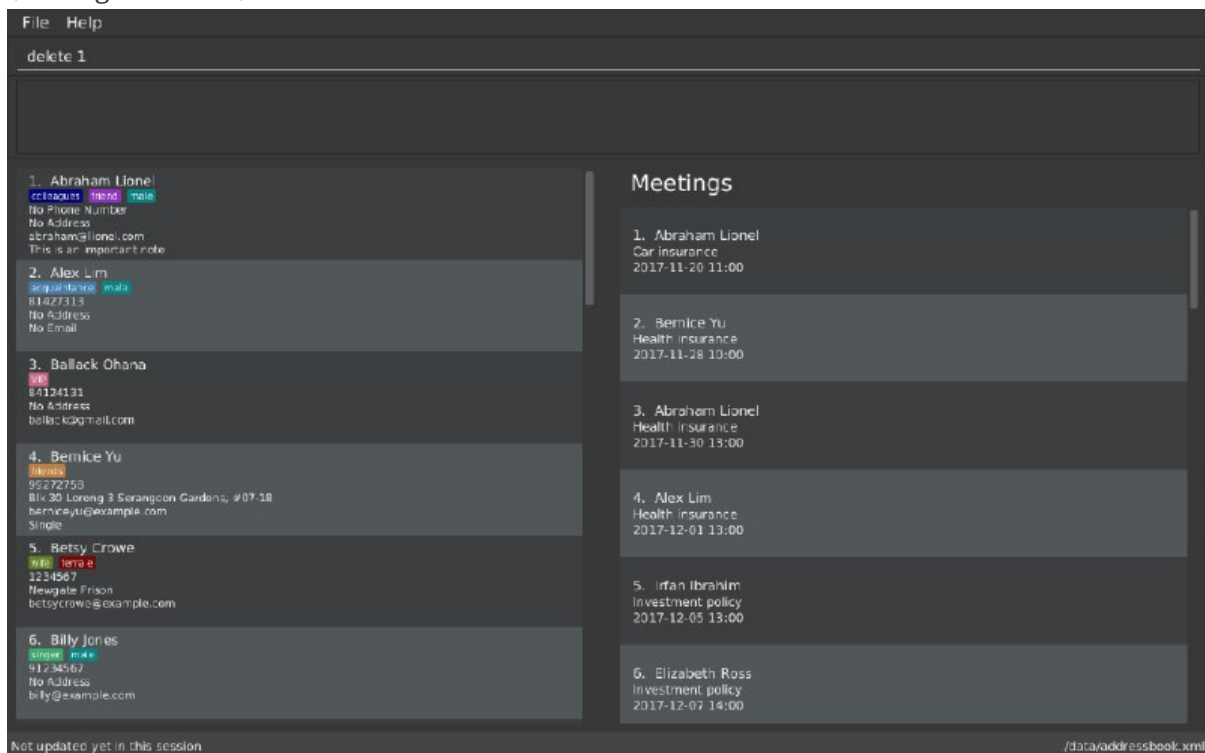 File Help
delete 1
1. Abraham Lionel
colleagues friend male
No Phone Number
No Address
abraham@lionel.com
This is an important note
2. Alex Lim
acquaintance male
81427313
No Address
No Email
3. Ballack Ohana
VIP
84124131
No Address
ballack@gmail.com
4. Bernice Yu
friends
99272758
Blk 30 Lorong 3 Serangoon Gardens, #07-18
berniceyu@example.com
Single
5. Betsy Crowe
wife female
1234567
Newgate Prison
betsycrowe@example.com
6. Billy Jones
singer male
91234567
No Address
billy@example.com
Meetings
1. Abraham Lionel
Car insurance
2017-11-20 11:00
2. Bernice Yu
Health insurance
2017-11-28 10:00
3. Abraham Lionel
Health insurance
2017-11-30 13:00
4. Alex Lim
Health insurance
2017-12-01 13:00
5. Irfan Ibrahim
Investment policy
2017-12-05 13:00
6. Elizabeth Ross
Investment policy
2017-12-07 14:00
Not updated yet in this session
/data/addressbook.xml